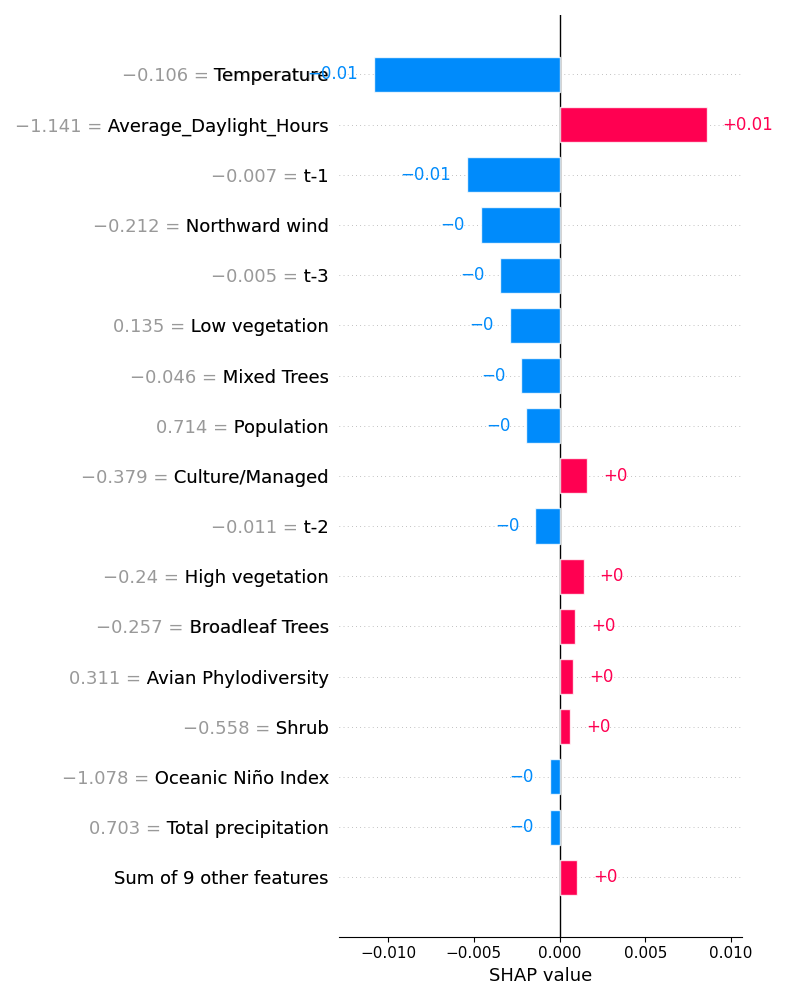 −0.106 = Temperature −0.01
−1.141 = Average_Daylight_Hours +0.01
−0.007 = t-1 −0.01
−0.212 = Northward wind −0
−0.005 = t-3 −0
0.135 = Low vegetation −0
−0.046 = Mixed Trees −0
0.714 = Population −0
−0.379 = Culture/Managed +0
−0.011 = t-2 −0
−0.24 = High vegetation +0
−0.257 = Broadleaf Trees +0
0.311 = Avian Phylodiversity +0
−0.558 = Shrub +0
−1.078 = Oceanic Niño Index −0
0.703 = Total precipitation −0
Sum of 9 other features +0
−0.010 −0.005 0.000 0.005 0.010
SHAP value